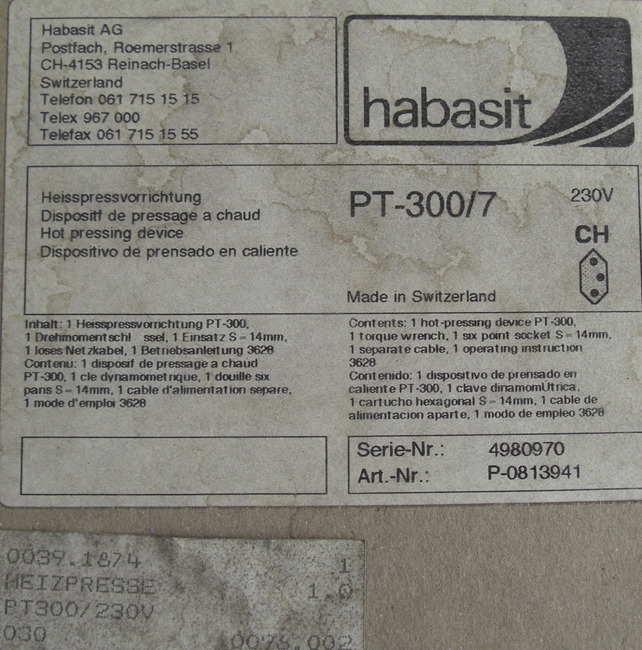 Habasit AG
Postfach, Roemerstrasse 1
CH-4153 Reinach-Basel
Switzerland
Telefon 061 715 15 15
Telex 967 000
Telefax 061 715 15 55
habasit
Heisspressvorrichtung
Dispositf de pressage a chaud
Hot pressing device
Dispositivo de prensado en caliente
PT-300/7
230V
CH
Made in Switzerland
Inhalt: 1 Heisspressvorrichtung PT-300,
1 Drehmomentschl ssel, 1 Einsatz S = 14mm,
1 loses Netzkabel, 1 Betriebsanleitung 3628
Contenu: 1 disposif de pressage a chaud
PT-300, 1 cle dynamometrique, 1 douille six
pans S = 14mm, 1 cable d'alimentation separe,
1 mode d'emploi 3628
Contents: 1 hot-pressing device PT-300,
1 torque wrench, 1 six point socket S = 14mm,
1 separate cable, 1 operating instruction
3628
Contenido: 1 dispositivo de prensado en
caliente PT-300, 1 clave dinamomUtrica,
1 cartucho hexagonal S = 14mm, 1 cable de
alimentacion aparte, 1 modo de empleo 3628
Serie-Nr.: 4980970
Art.-Nr.: P-0813941
0039.1874 1
HEIZPRESSE 1.0
PT300/230V
030 0075.002